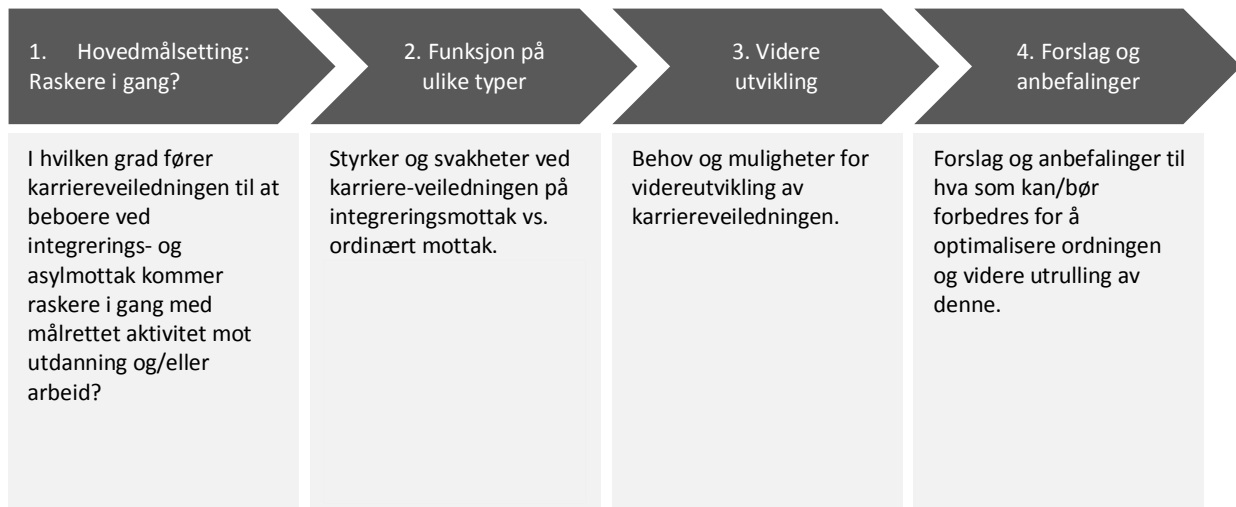 1. Hovedmålsetting:
Raskere i gang?
I hvilken grad fører
karriereveiledningen til at
beboere ved
integrerings- og
asylmottak kommer
raskere i gang med
målrettet aktivitet mot
utdanning og/eller
arbeid?
2. Funksjon på
ulike typer
Styrker og svakheter ved
karriere-veiledningen på
integreringsmottak vs.
ordinært mottak.
3. Videre
utvikling
Behov og muligheter for
videreutvikling av
karriereveiledningen.
4. Forslag og
anbefalinger
Forslag og anbefalinger til
hva som kan/bør
forbedres for å
optimalisere ordningen
og videre utrulling av
denne.